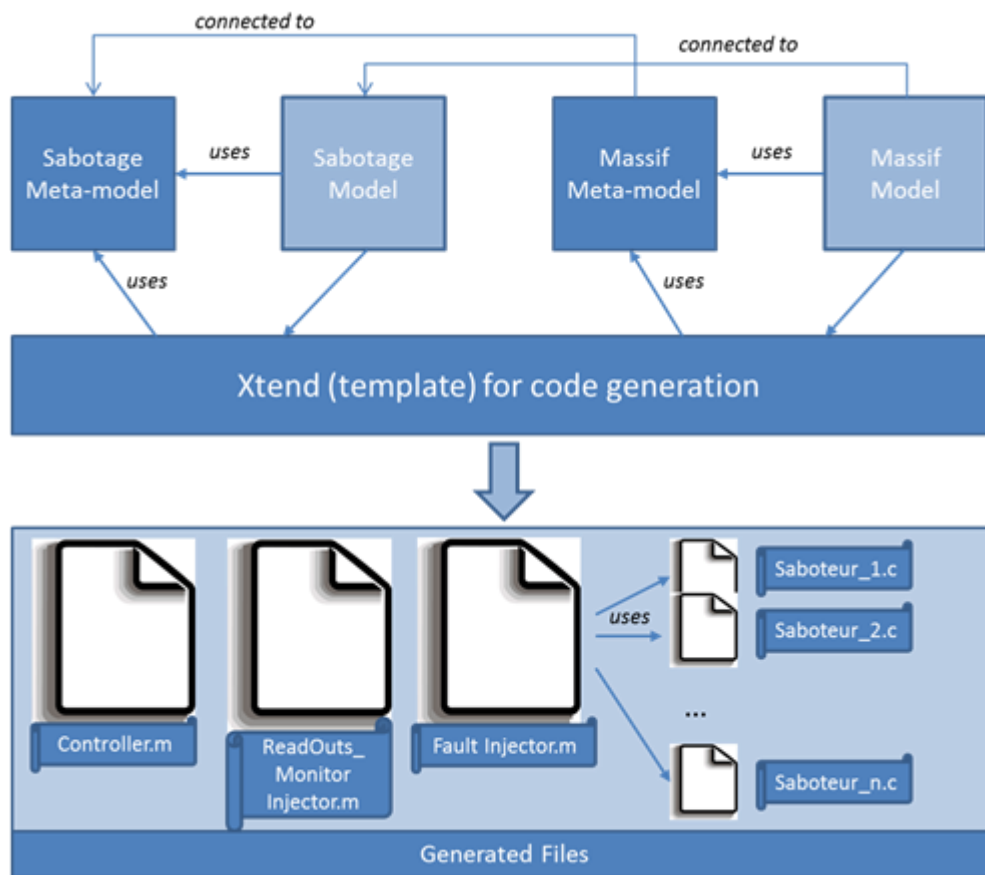 connected to
connected to
Sabotage
Meta-model
uses
Sabotage
Model
Massif
Meta-model
uses
Massif
Model
uses
uses
Xtend (template) for code generation
Controller.m
ReadOuts_
Monitor
Injector.m
Fault Injector.m
uses
Saboteur_1.c
Saboteur_2.c
...
Saboteur_n.c
Generated Files